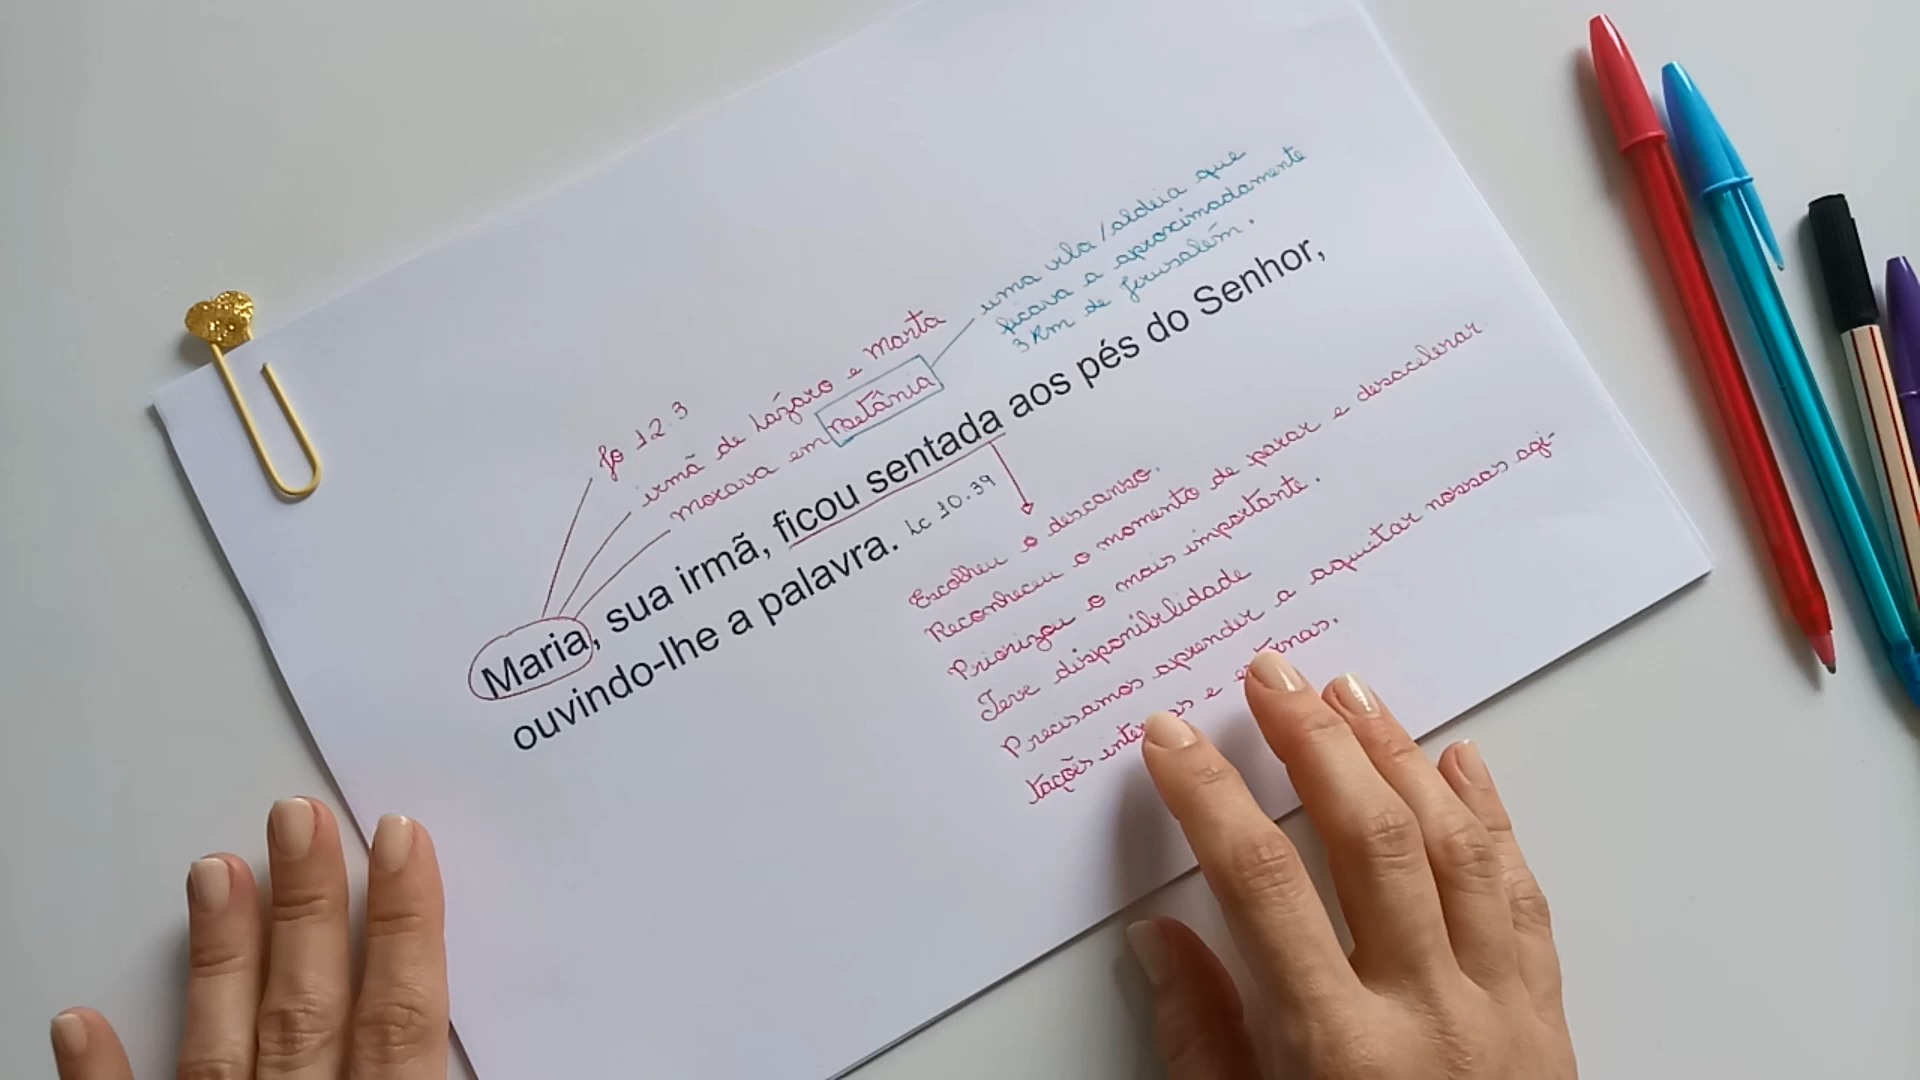 uma vila/aldeia que
ficava a aproximadamente
3 Km de Jerusalém.
Jo 12.3
irmã de Lázaro e Marta
morava em Betânia
Maria, sua irmã, ficou sentada aos pés do Senhor,
ouvindo-lhe a palavra. Lc 10.39
Escolheu o descanso.
Reconheceu o momento de parar e desacelerar.
Priorizou o mais importante.
Teve disponibilidade
Precisamos aprender a aquietar nossas agi-
tações e